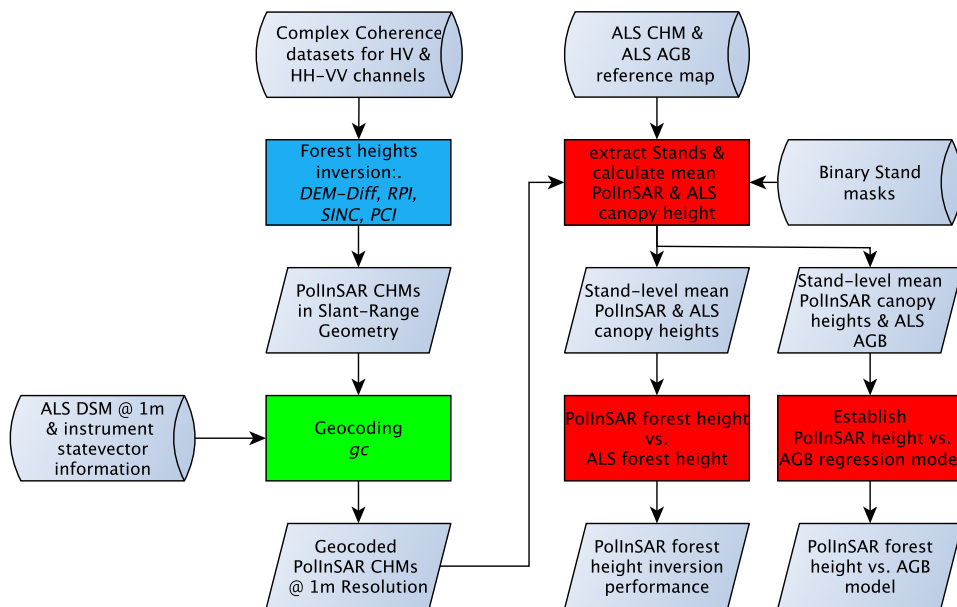 Complex Coherence
datasets for HV &
HH-VV channels
Forest heights
inversion:.
DEM-Diff, RPI,
SINC, PCI
PolInSAR CHMs
in Slant-Range
Geometry
ALS DSM @ 1m
& instrument
statevector
information
Geocoding
gc
Geocoded
PolInSAR CHMs
@ 1m Resolution
ALS CHM &
ALS AGB
reference map
extract Stands &
calculate mean
PolInSAR & ALS
canopy height
Binary Stand
masks
Stand-level mean
PolInSAR & ALS
canopy heights
Stand-level mean
PolInSAR canopy
heights & ALS
AGB
PolInSAR forest height
vs.
ALS forest height
Establish
PolInSAR height vs.
AGB regression model
PolInSAR forest
height inversion
performance
PolInSAR forest
height vs. AGB
model